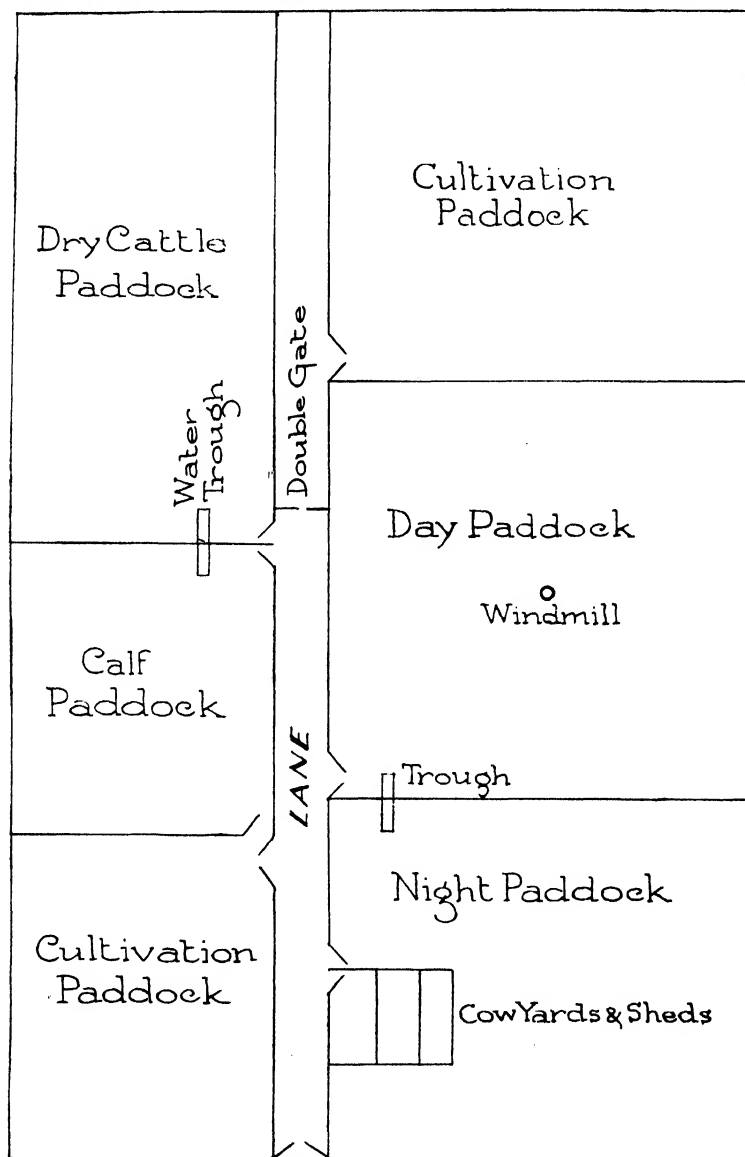 Cultivation
Paddock
Dry Cattle
Paddock
Double Gate
Water
Trough
Day Paddock
Windmill
Calf
Paddock
LANE
Trough
Night Paddock
Cultivation
Paddock
Cow Yards & Sheds